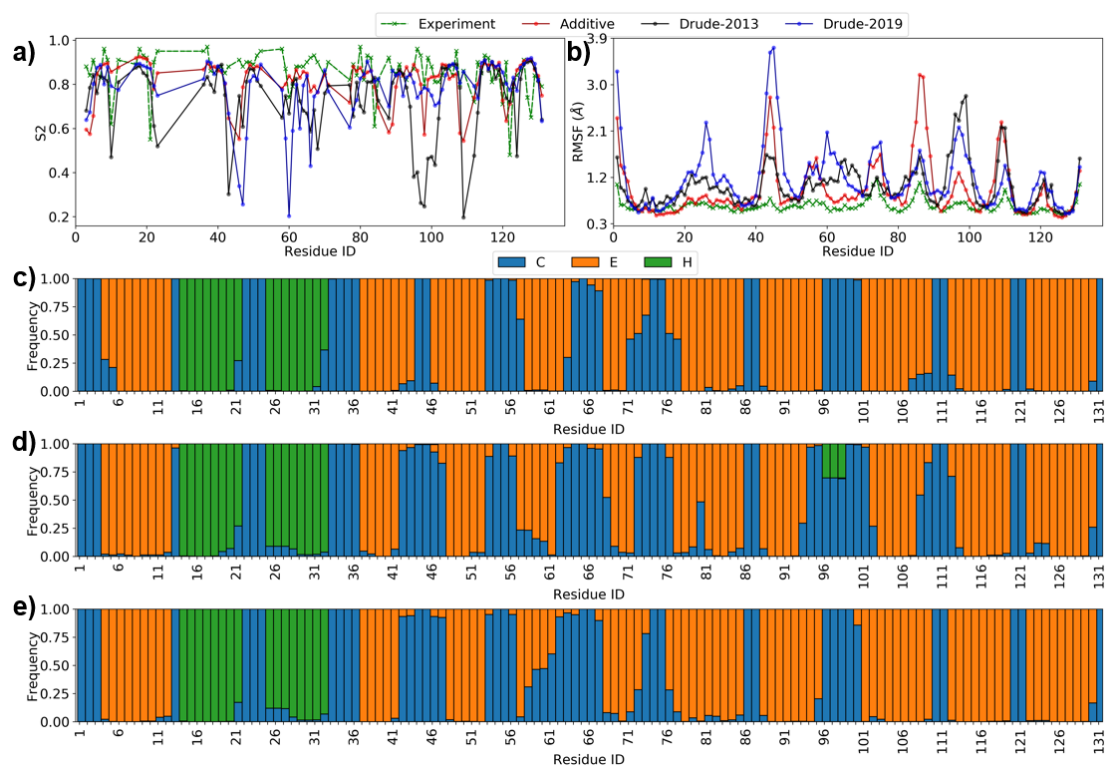 Experiment Additive Drude-2013 Drude-2019
a)
S2
1.0
0.8
0.6
0.4
0.2
0 20 40 60 80 100 120
Residue ID
b)
RMSF (Å)
3.9
3.0
2.1
1.2
0.3
0 20 40 60 80 100 120
Residue ID
C E H
c)
Frequency
1.00
0.75
0.50
0.25
0.00
1 6 11 16 21 26 31 36 41 46 51 56 61 66 71 76 81 86 91 96 101 106 111 116 121 126 131
Residue ID
d)
Frequency
1.00
0.75
0.50
0.25
0.00
1 6 11 16 21 26 31 36 41 46 51 56 61 66 71 76 81 86 91 96 101 106 111 116 121 126 131
Residue ID
e)
Frequency
1.00
0.75
0.50
0.25
0.00
1 6 11 16 21 26 31 36 41 46 51 56 61 66 71 76 81 86 91 96 101 106 111 116 121 126 131
Residue ID